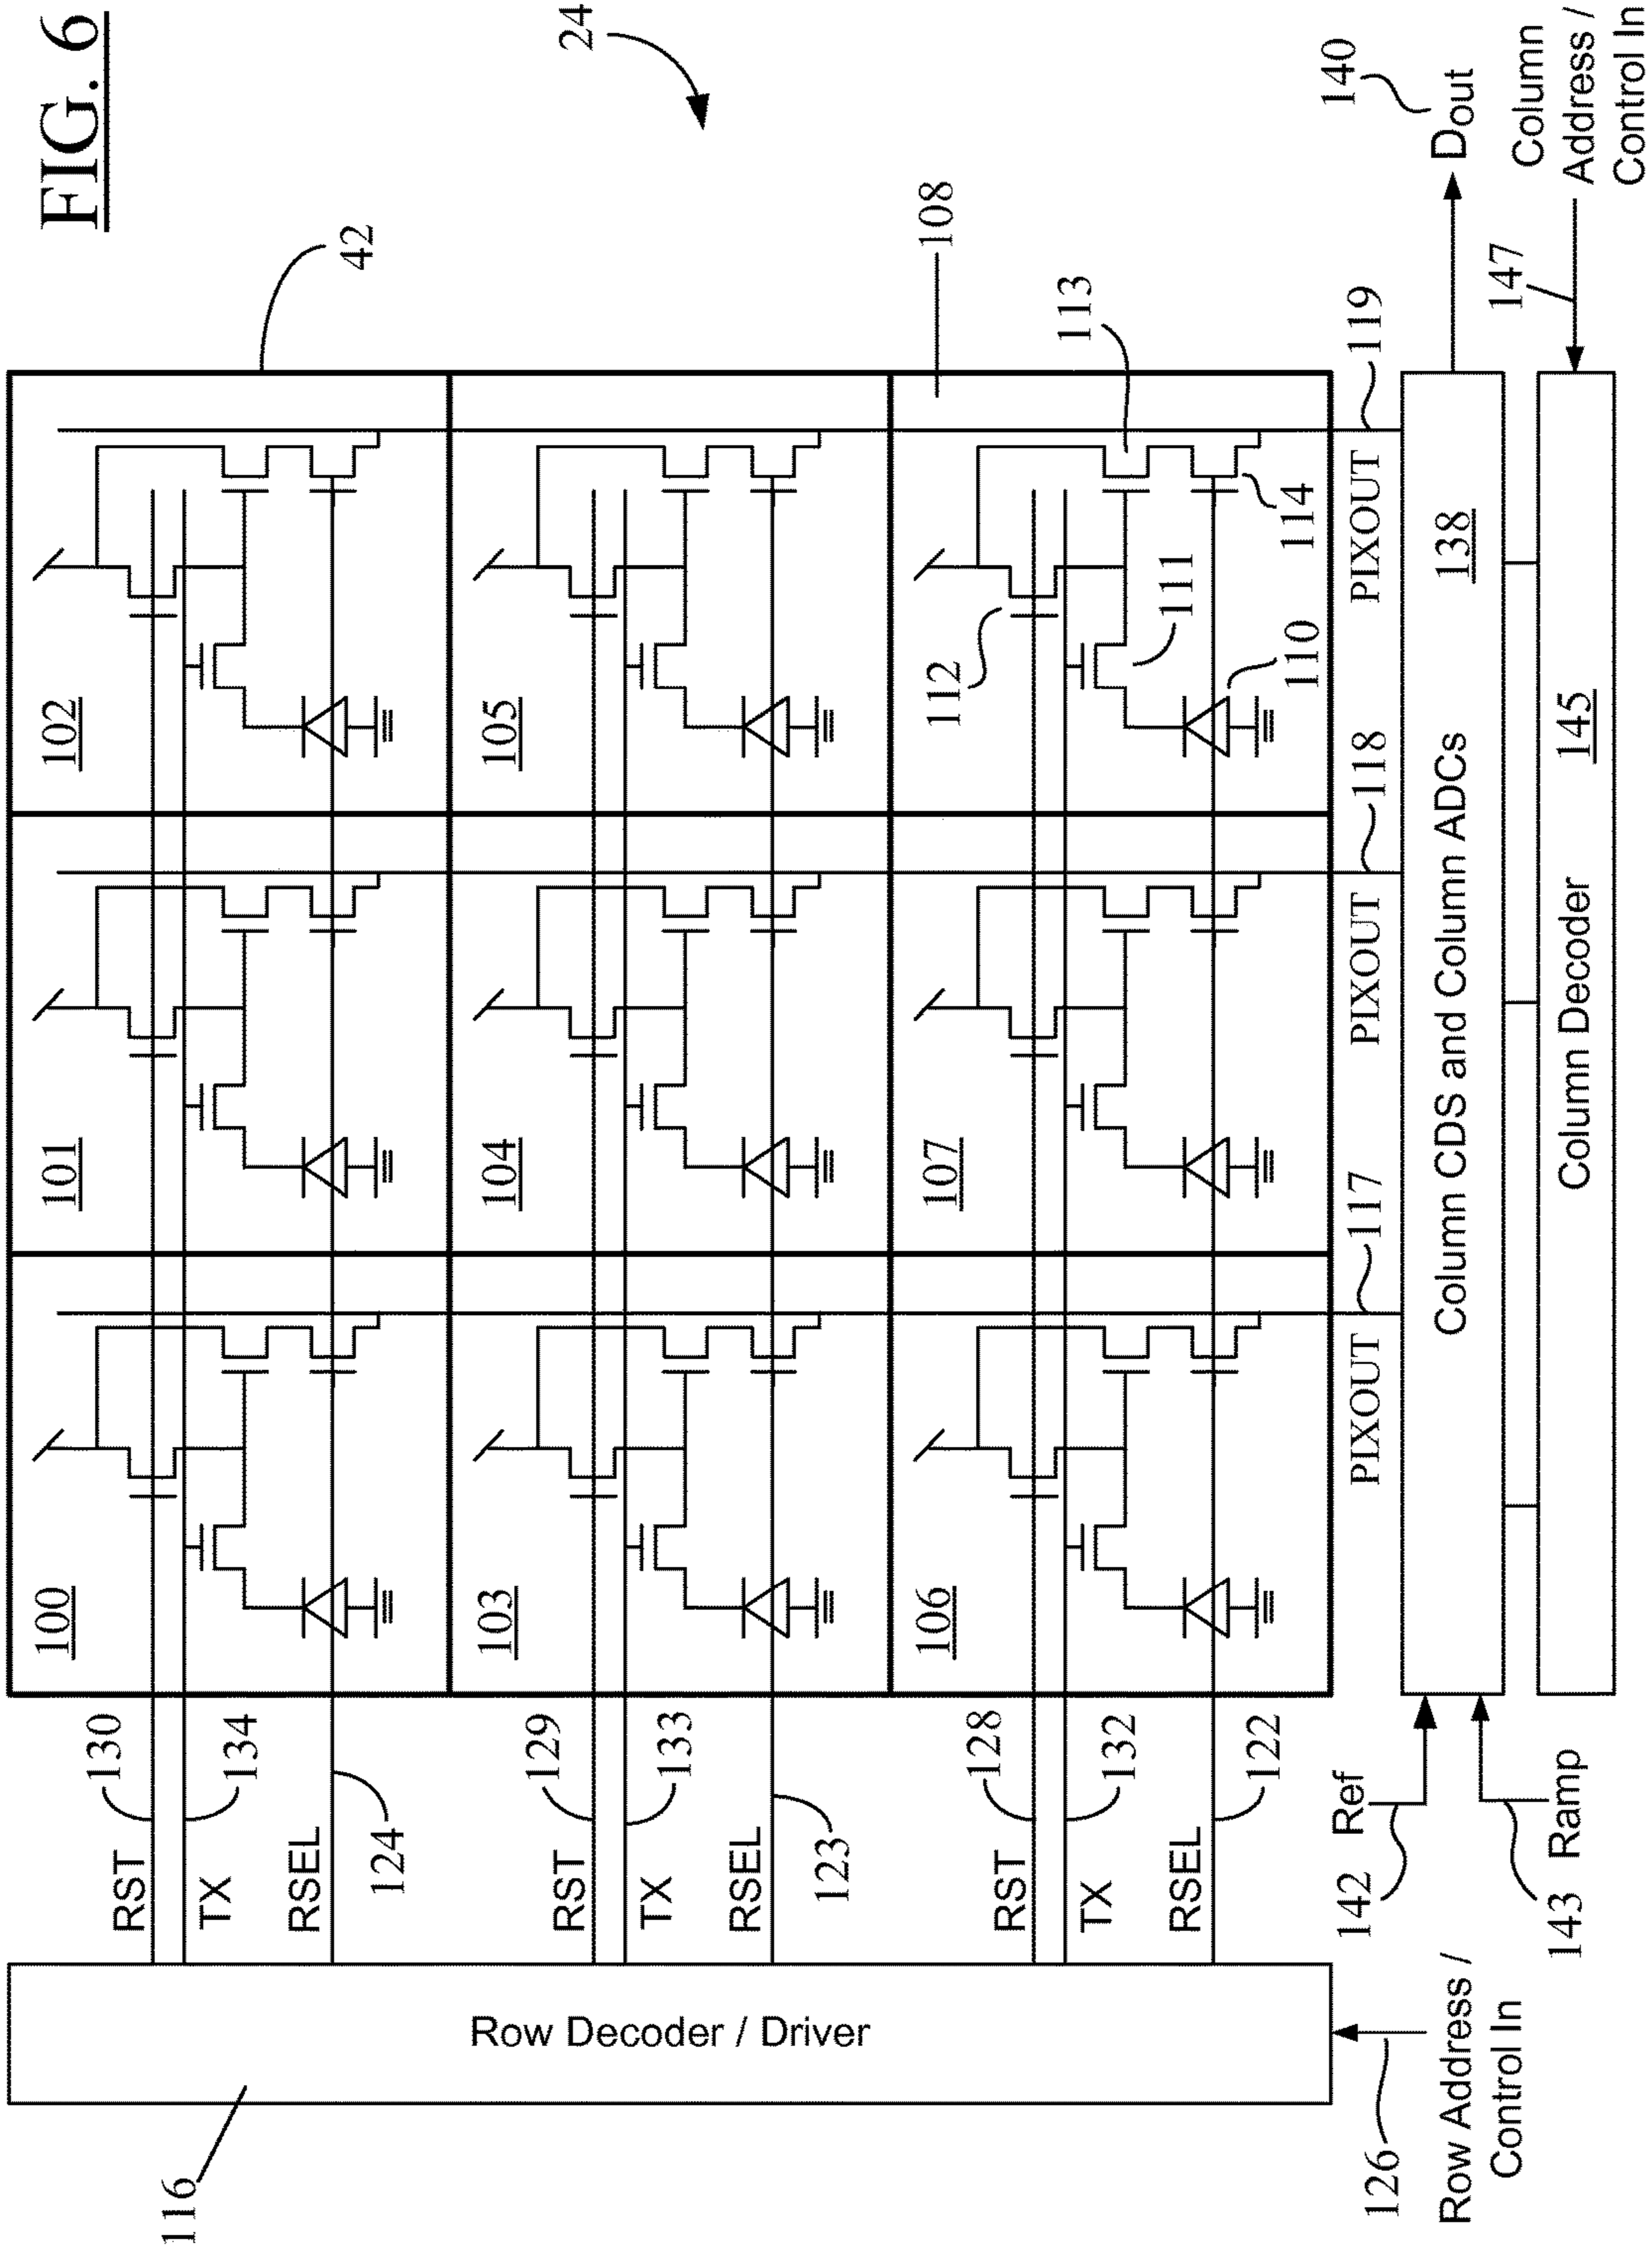 FIG. 6
24
42
100
101
102
RST
130
TX
134
RSEL
124
103
104
105
RST
129
TX
133
RSEL
123
106
107
108
RST
128
TX
132
RSEL
122
112
111
113
110
114
Row Decoder / Driver
116
126
Row Address /
Control In
PIXOUT
117
PIXOUT
118
PIXOUT
119
142
Ref
143
Ramp
Column CDS and Column ADCs
138
Dout
140
Column Decoder
145
147
Column
Address /
Control In